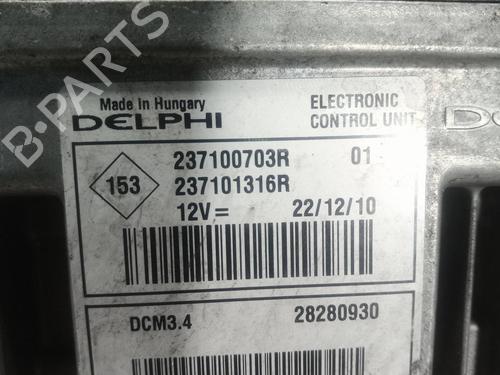 B-PARTS
Made in Hungary
DELPHI
ELECTRONIC
CONTROL UNIT
153
237100703R 01
237101316R
12V= 22/12/10
DCM3.4 28280930